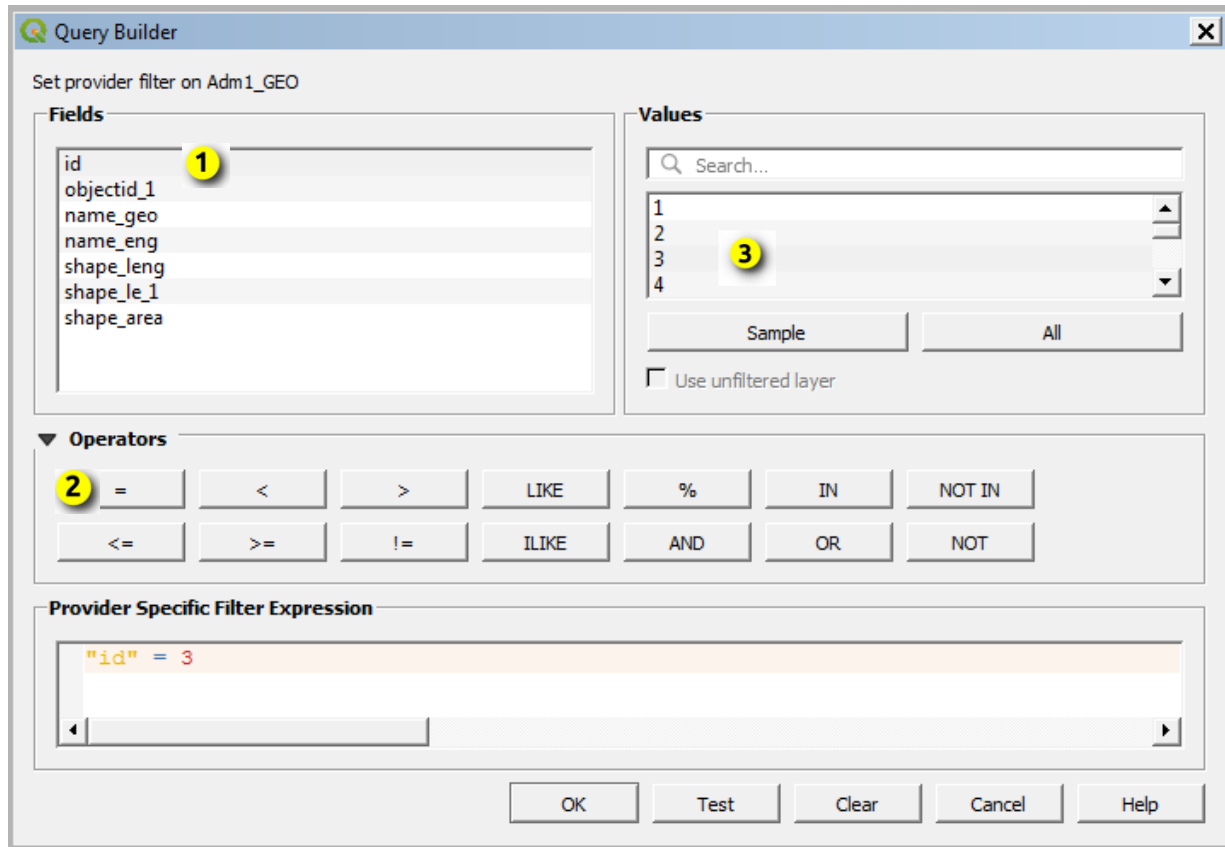 Query Builder
Set provider filter on Adm1_GEO
Fields
id
objectid_1
name_geo
name_eng
shape_leng
shape_le_1
shape_area
1
Values
Search...
1
2
3
4
3
Sample All
Use unfiltered layer
Operators
2 = < > LIKE % IN NOT IN
<= >= != ILIKE AND OR NOT
Provider Specific Filter Expression
"id" = 3
OK Test Clear Cancel Help